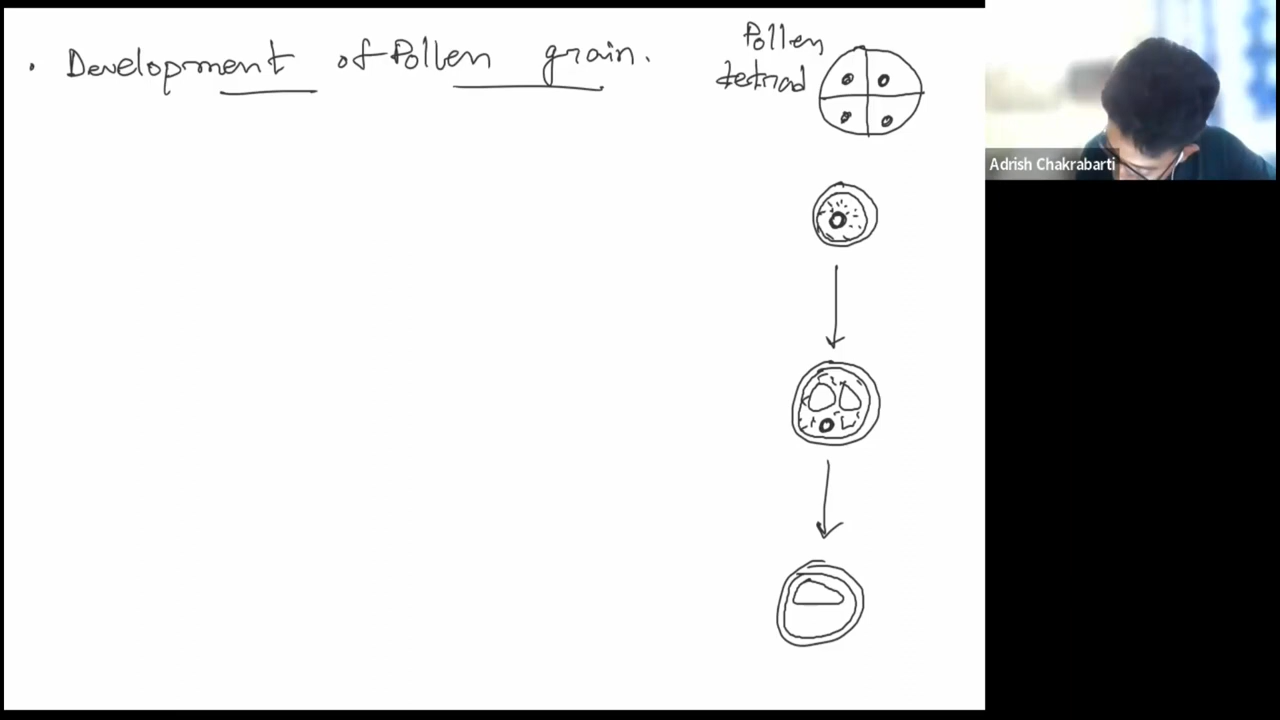 . Development of Pollen grain.
Pollen
tetrad
Adrish Chakrabarti